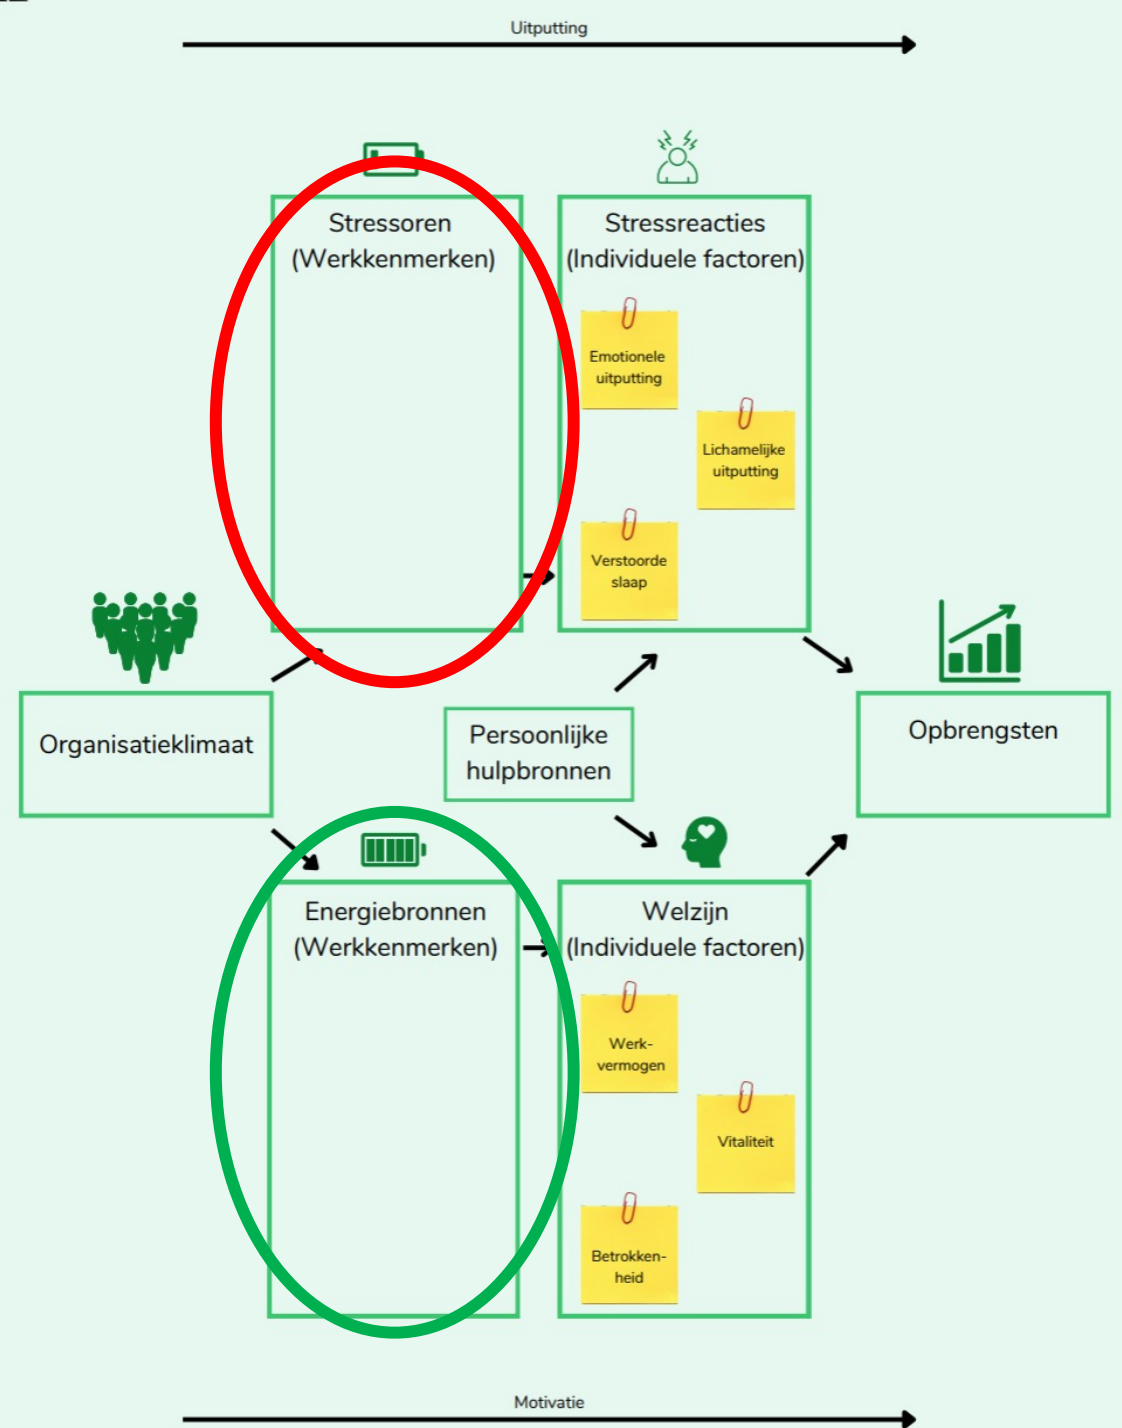 Uitputting
Stressoren
(Werkkenmerken)
Stressreacties
(Individuele factoren)
Emotionele
uitputting
Lichamelijke
uitputting
Verstoorde
slaap
Organisatieklimaat
Persoonlijke
hulpbronnen
Opbrengsten
Energiebronnen
(Werkkenmerken)
Welzijn
(Individuele factoren)
Werk-
vermogen
Vitaliteit
Betrokken-
heid
Motivatie